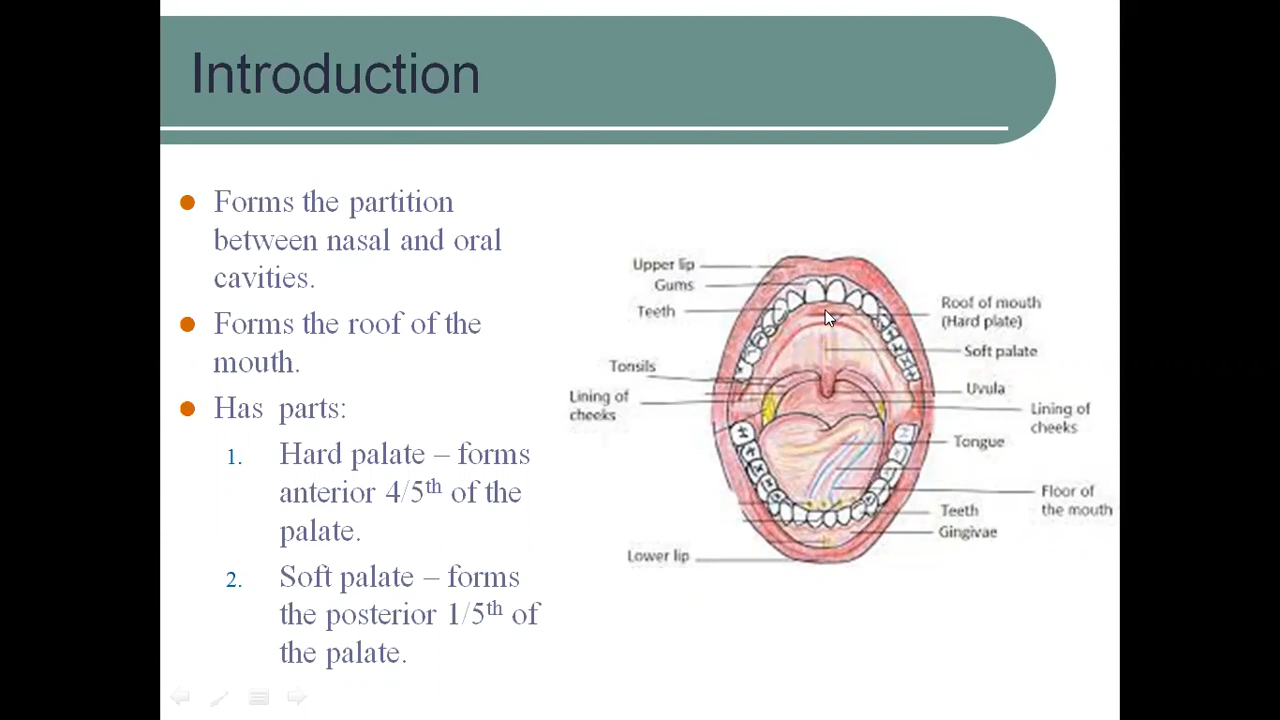 Introduction
Forms the partition
between nasal and oral
cavities.
Forms the roof of the
mouth.
Has parts:
1. Hard palate – forms
anterior 4/5th of the
palate.
2. Soft palate – forms
the posterior 1/5th of
the palate.
Upper lip
Gums
Teeth
Tonsils
Lining of
cheeks
Lower lip
Roof of mouth
(Hard plate)
Soft palate
Uvula
Lining of
cheeks
Tongue
Floor of
the mouth
Teeth
Gingivae